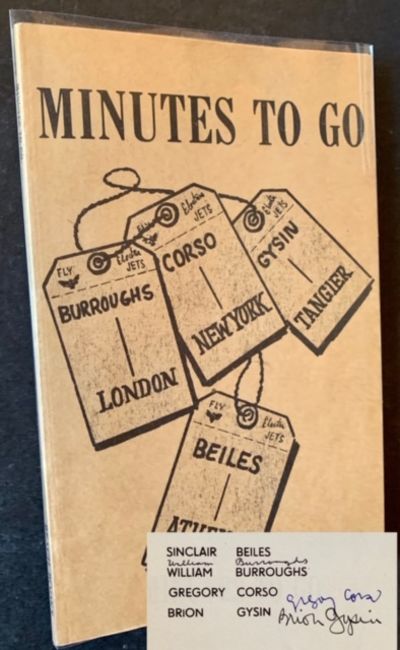 MINUTES TO GO
FLY Electra JETS
BURROUGHS
LONDON
Electra JETS
CORSO
NEW YORK
JETS
GYSIN
TANGIER
FLY Electra JETS
BEILES
SINCLAIR BEILES
William Burroughs
WILLIAM BURROUGHS
GREGORY CORSO Gregory Corso
BRION GYSIN Brion Gysin